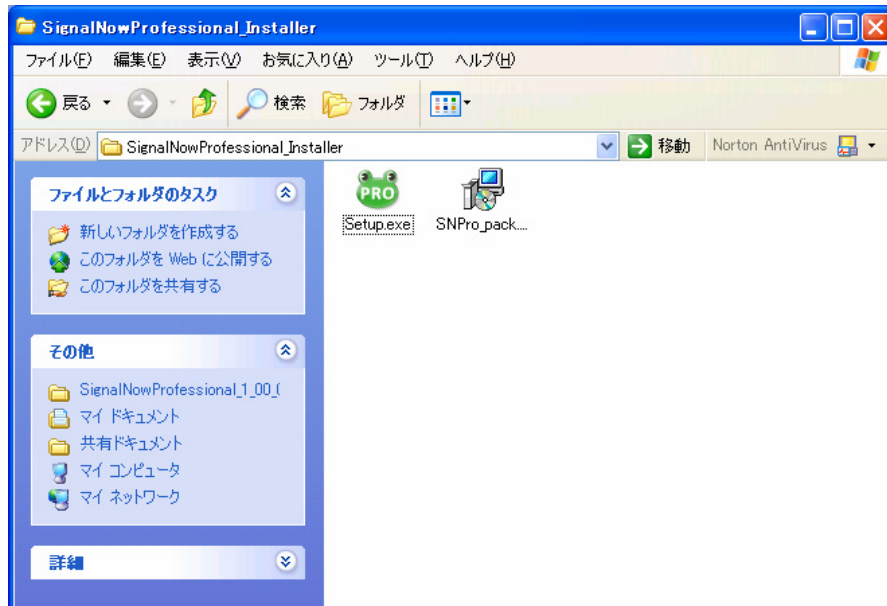 SignalNowProfessional_Installer
ファイル(F) 編集(E) 表示(V) お気に入り(A) ツール(T) ヘルプ(H)
戻る 検索 フォルダ
アドレス(D) SignalNowProfessional_Installer 移動 Norton AntiVirus
ファイルとフォルダのタスク
新しいフォルダを作成する
このフォルダを Web に公開する
このフォルダを共有する
その他
SignalNowProfessional_1_00_(
マイ ドキュメント
共有ドキュメント
マイ コンピュータ
マイ ネットワーク
詳細
PRO
Setup.exe SNPro_pack....